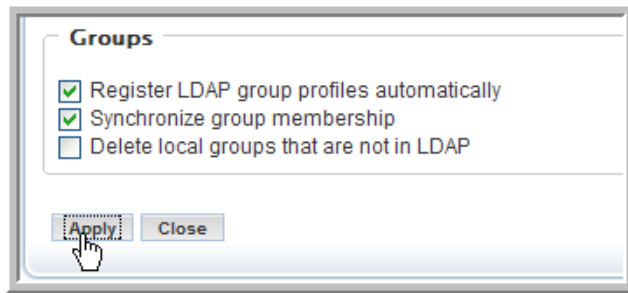 Groups
Register LDAP group profiles automatically
Synchronize group membership
Delete local groups that are not in LDAP
Apply Close